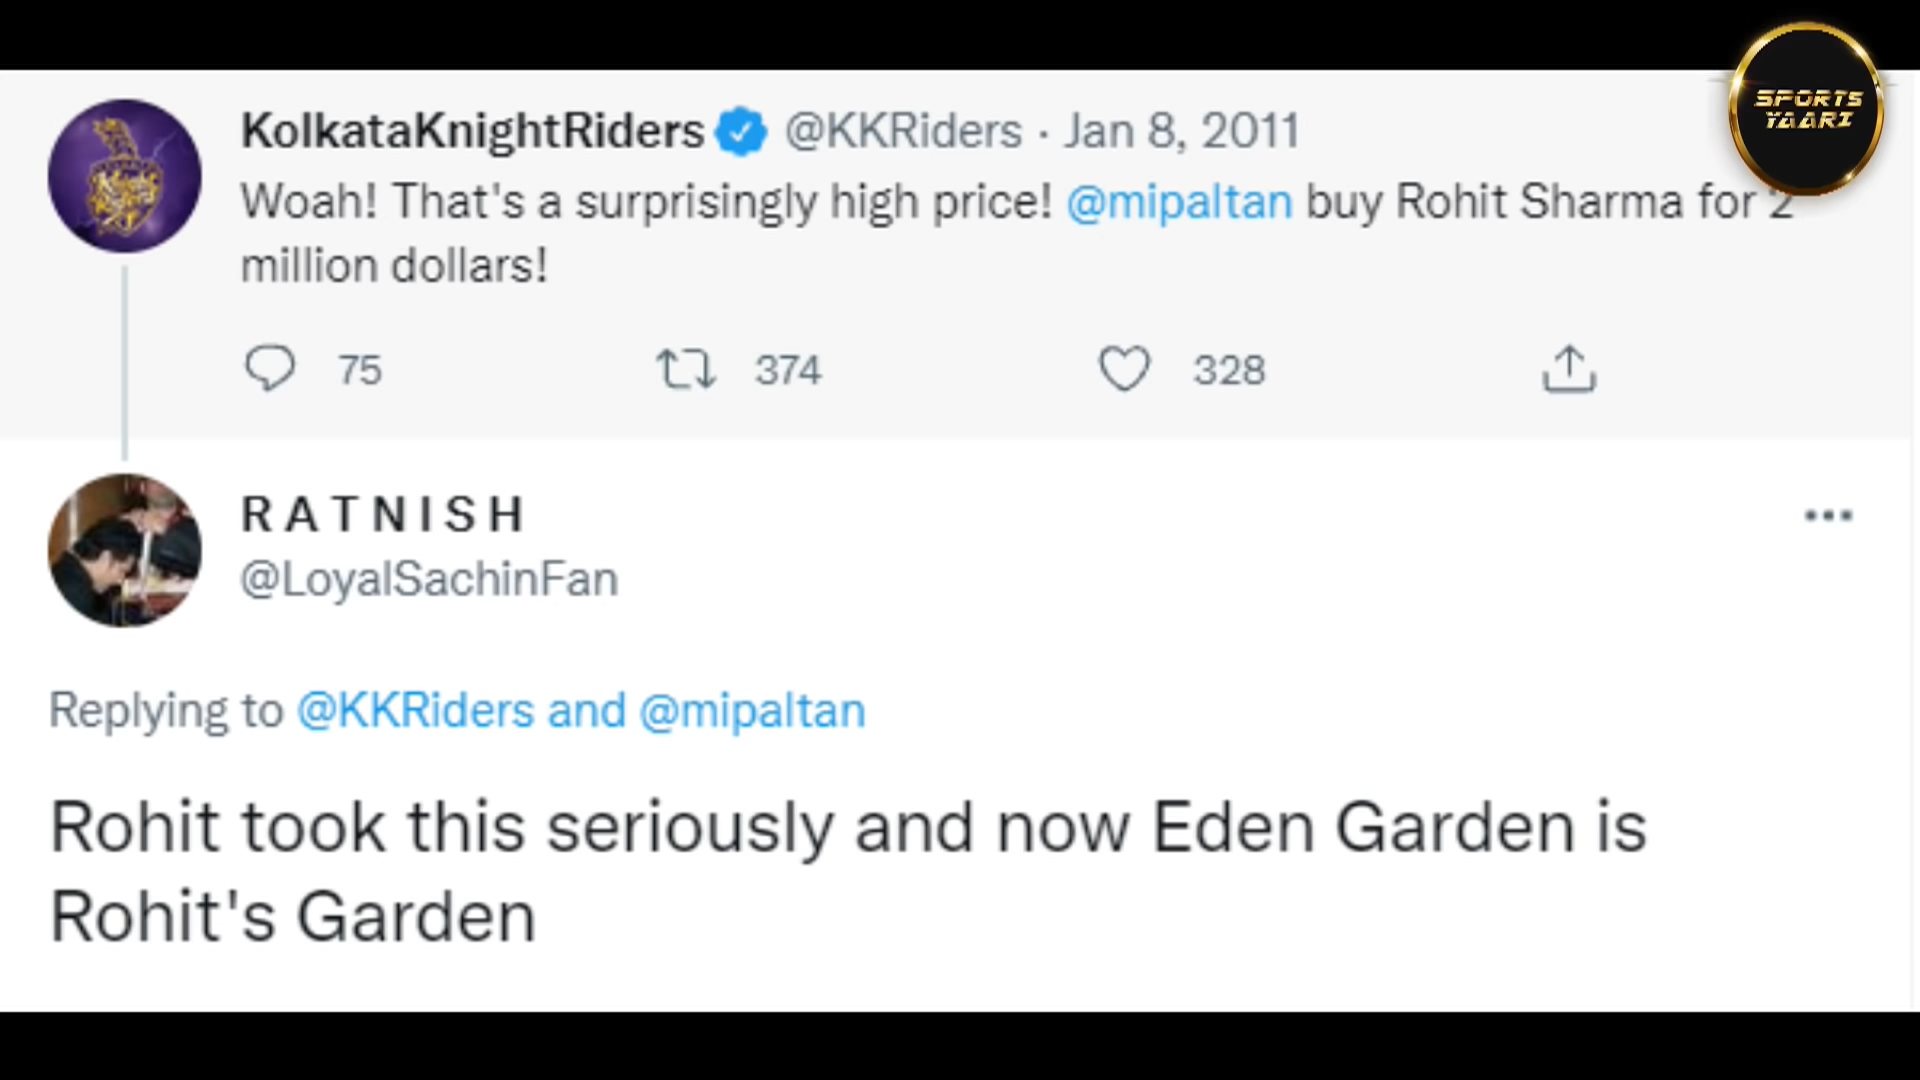 SPORTS
YAARI
KolkataKnightRiders @KKRiders · Jan 8, 2011
Woah! That's a surprisingly high price! @mipaltan buy Rohit Sharma for 2
million dollars!
75 374 328
R A T N I S H
@LoyalSachinFan
Replying to @KKRiders and @mipaltan
Rohit took this seriously and now Eden Garden is
Rohit's Garden